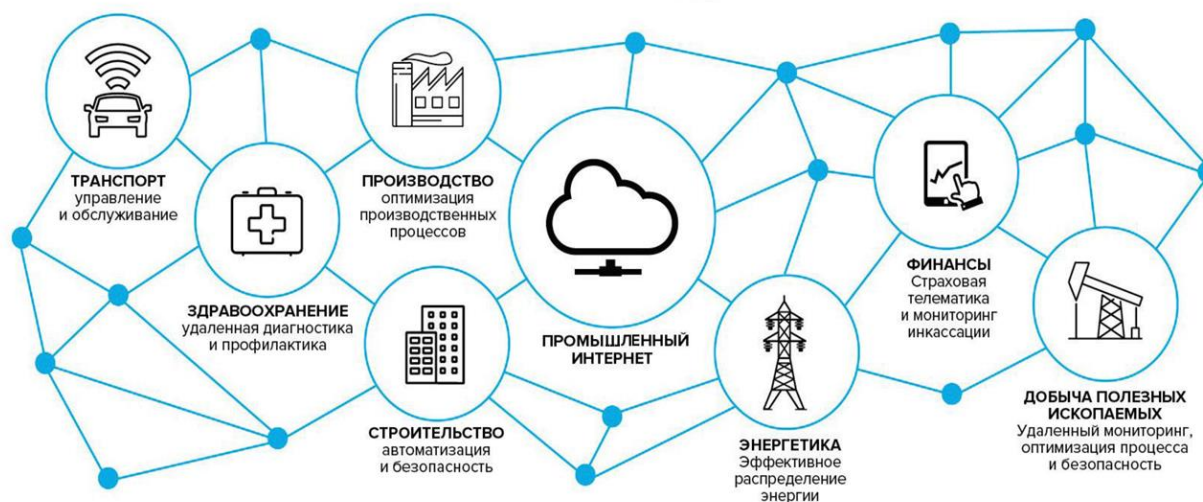 ТРАНСПОРТ
управление
и обслуживание
ПРОИЗВОДСТВО
оптимизация
производственных
процессов
ЗДРАВООХРАНЕНИЕ
удаленная диагностика
и профилактика
ПРОМЫШЛЕННЫЙ
ИНТЕРНЕТ
ФИНАНСЫ
Страховая
телематика
и мониторинг
инкассации
СТРОИТЕЛЬСТВО
автоматизация
и безопасность
ЭНЕРГЕТИКА
Эффективное
распределение
энергии
ДОБЫЧА ПОЛЕЗНЫХ
ИСКОПАЕМЫХ
Удаленный мониторинг,
оптимизация процесса
и безопасность